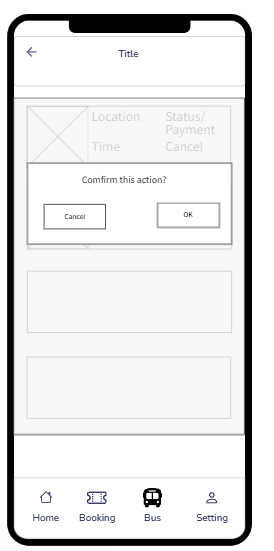 Title
Location Status/
Payment
Time Cancel
Comfirm this action?
Cancel OK
Home Booking Bus Setting